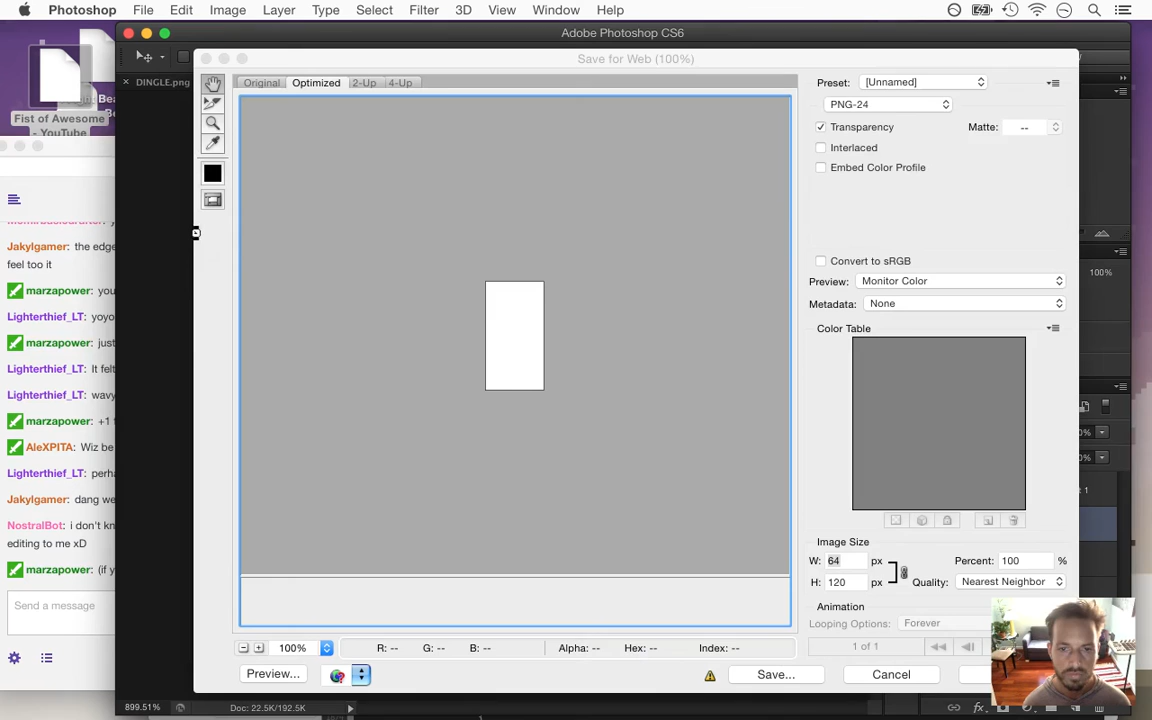 Photoshop File Edit Image Layer Type Select Filter 3D View Window Help
Adobe Photoshop CS6
Save for Web (100%)
DINGLE.png
Original Optimized 2-Up 4-Up
Preset: [Unnamed]
PNG-24
Transparency Matte: --
Interlaced
Embed Color Profile
Convert to sRGB
Preview: Monitor Color
Metadata: None
Color Table
Image Size
W: 64 px Percent: 100 %
H: 120 px Quality: Nearest Neighbor
Animation
Looping Options: Forever
1 of 1
100% R: -- G: -- B: -- Alpha: -- Hex: -- Index: --
Preview... Save... Cancel
899.51% Doc: 22.5K/192.5K
100%
Fist of Awesome
- YouTube
Jakylgamer: the edge
feel too it
marzapower: you
Lighterthief_LT: yoyo
marzapower: just
Lighterthief_LT: It felt
Lighterthief_LT: wavy
marzapower: +1
AleXPITA: Wiz be
Lighterthief_LT: perha
Jakylgamer: dang we
NostralBot: i don't kn
editing to me xD
marzapower: (if y
Send a message